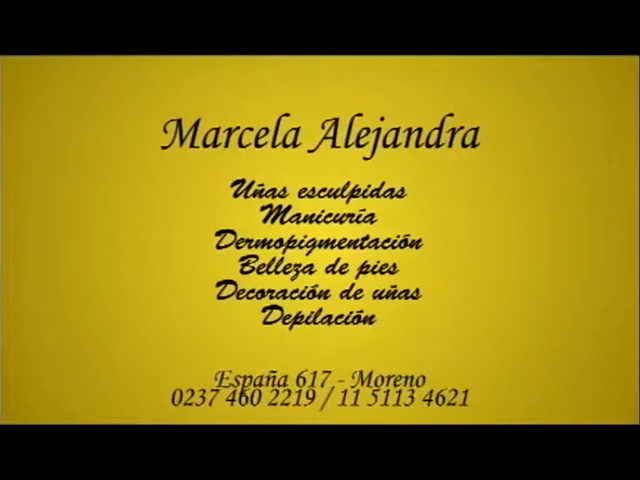 Marcela Alejandra
Uñas esculpidas
Manicuría
Dermopigmentación
Belleza de pies
Decoración de uñas
Depilación
España 617 - Moreno
0237 460 2219 / 11 5113 4621